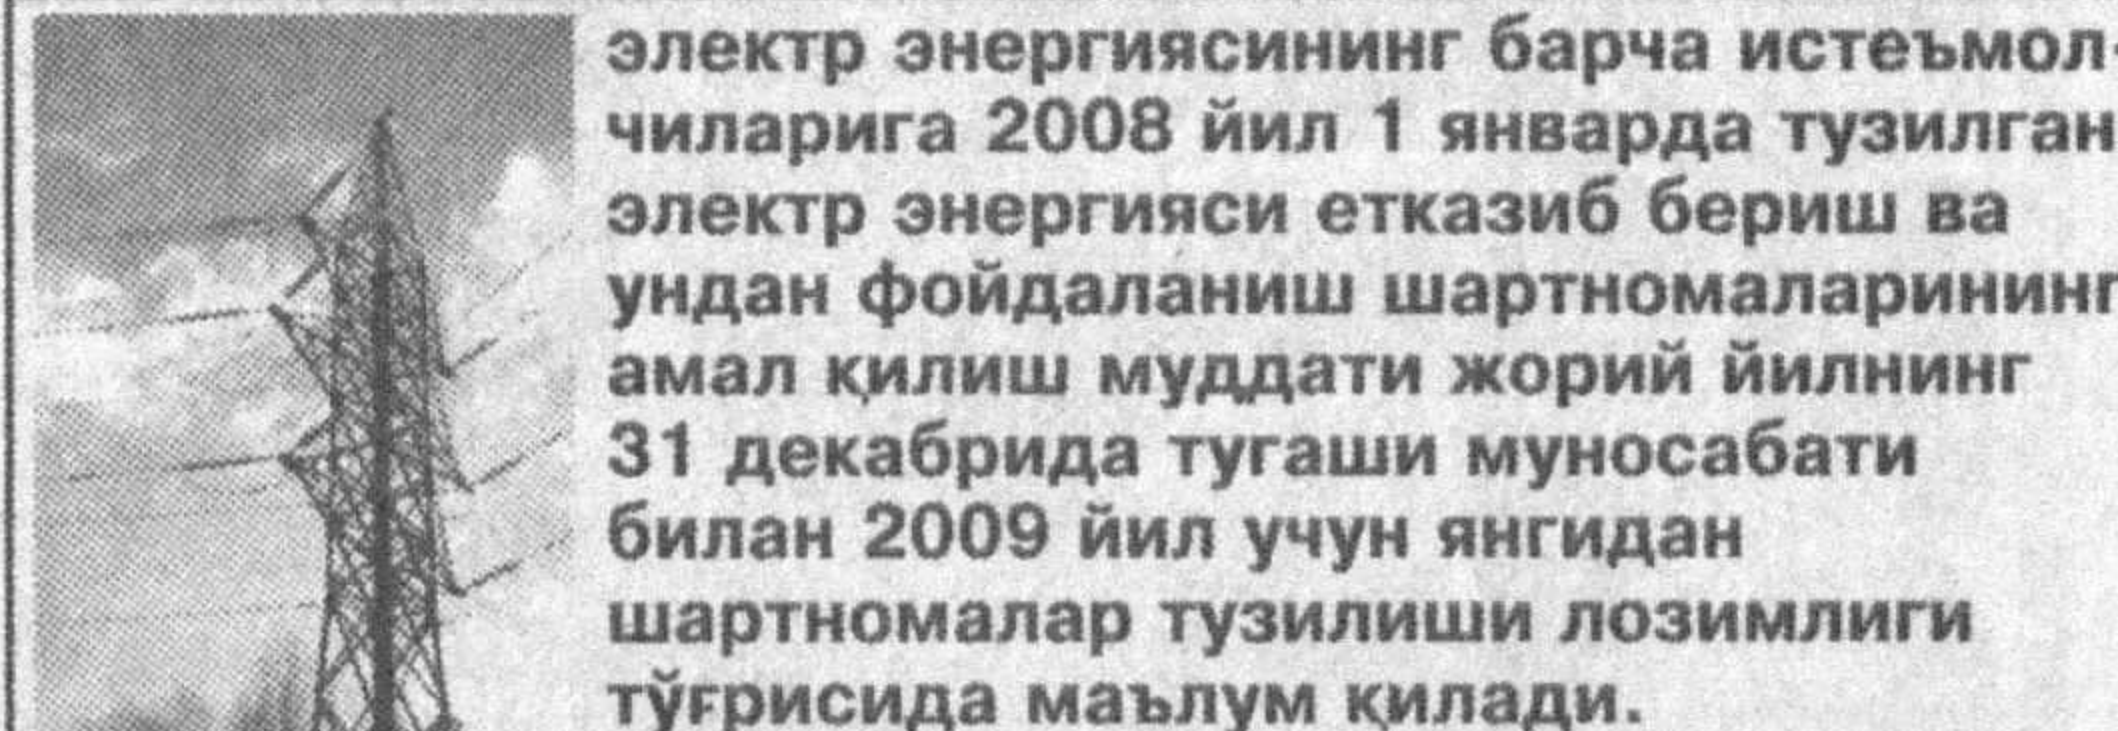 электр энергиясининг барча истеъмол-
чиларига 2008 йил 1 январда тузилган
электр энергияси етказиб бериш ва
ундан фойдаланиш шартномаларининг
амал қилиш муддати жорий йилнинг
31 декабрида тугаши муносабати
билан 2009 йил учун янгидан
шартномалар тузилиши лозимлиги
тўғрисида маълум қилади.